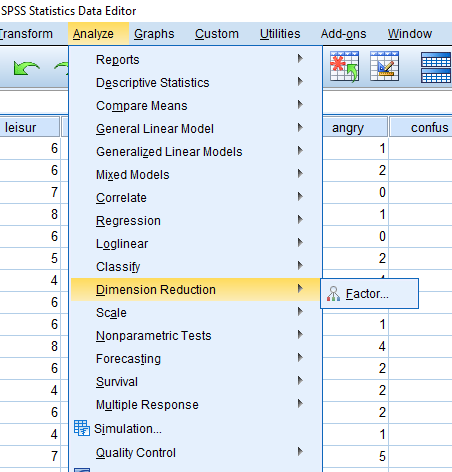 SPSS Statistics Data Editor
Transform Analyze Graphs Custom Utilities Add-ons Window
Reports
Descriptive Statistics
leisur Compare Means angry confus
6 General Linear Model 1
6 Generalized Linear Models 2
7 Mixed Models 0
8 Correlate 1
6 Regression 0
5 Loglinear 2
4 Classify
4 Dimension Reduction Factor...
6 Scale 1
8 Nonparametric Tests 4
6 Forecasting 2
4 Survival 2
6 Multiple Response 2
4 Simulation... 1
7 Quality Control 5